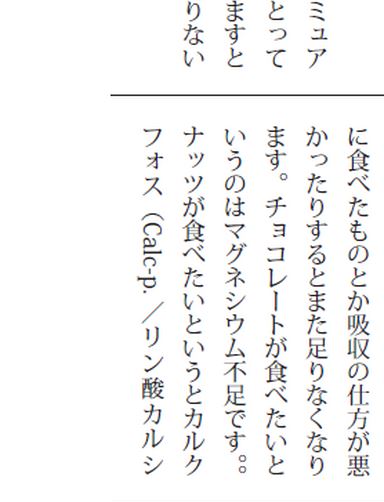 ミュア
とって
ますと
りない
に食べたものとか吸収の仕方が悪
かったりするとまた足りなくなり
ます。チョコレートが食べたいと
いうのはマグネシウム不足です。。
ナッツが食べたいというとカルク
フォス（Calc-p.／リン酸カルシ